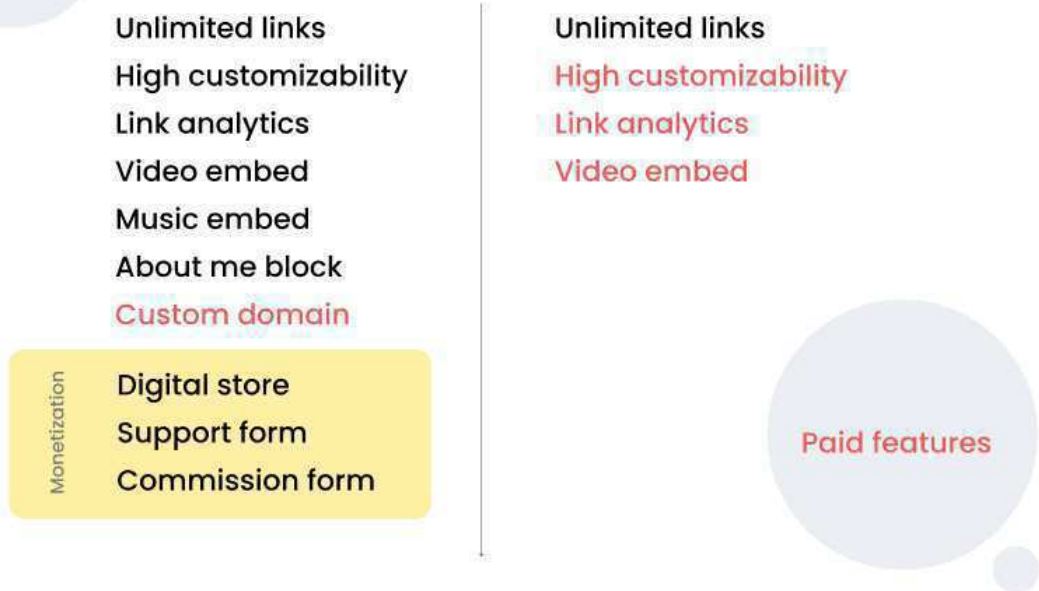 Unlimited links
High customizability
Link analytics
Video embed
Music embed
About me block
Custom domain
Monetization
Digital store
Support form
Commission form
Unlimited links
High customizability
Link analytics
Video embed
Paid features